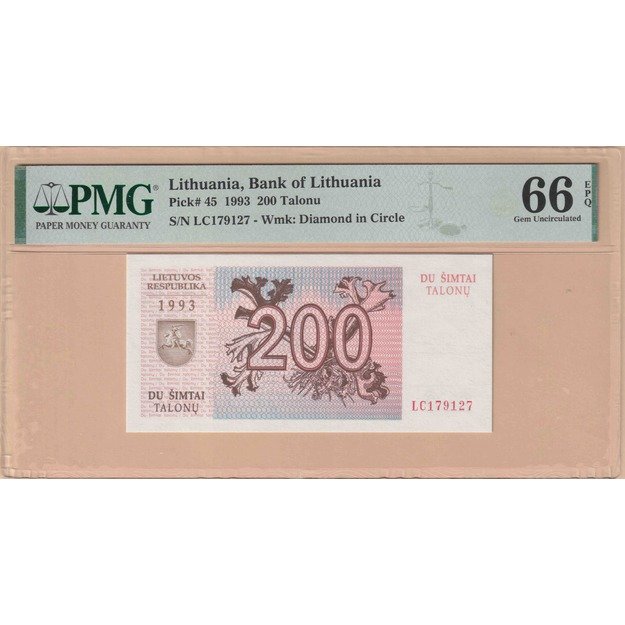 PMG®
PAPER MONEY GUARANTY
Lithuania, Bank of Lithuania
Pick# 45 1993 200 Talonu
S/N LC179127 - Wmk: Diamond in Circle
66 EPQ
Gem Uncirculated
LIETUVOS
RESPUBLIKA
1993
200
DU ŠIMTAI
TALONŲ
DU ŠIMTAI
TALONŲ
LC179127